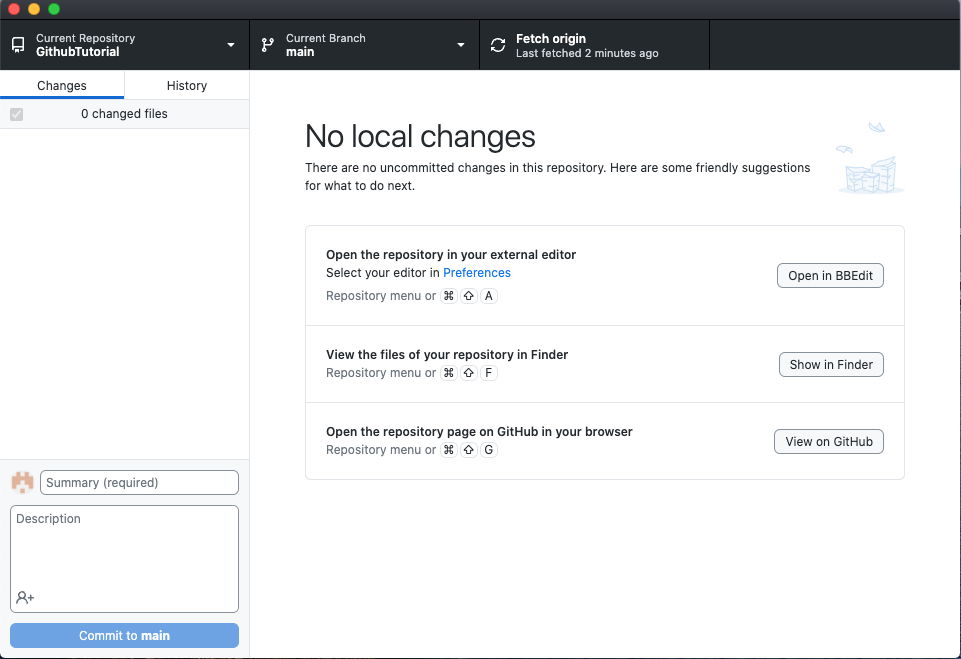 Current Repository
GithubTutorial
Current Branch
main
Fetch origin
Last fetched 2 minutes ago
Changes
History
0 changed files
No local changes
There are no uncommitted changes in this repository. Here are some friendly suggestions
for what to do next.
Open the repository in your external editor
Select your editor in Preferences
Repository menu or ⌘ ⇧ A
Open in BBEdit
View the files of your repository in Finder
Repository menu or ⌘ ⇧ F
Show in Finder
Open the repository page on GitHub in your browser
Repository menu or ⌘ ⇧ G
View on GitHub
Summary (required)
Description
Commit to main